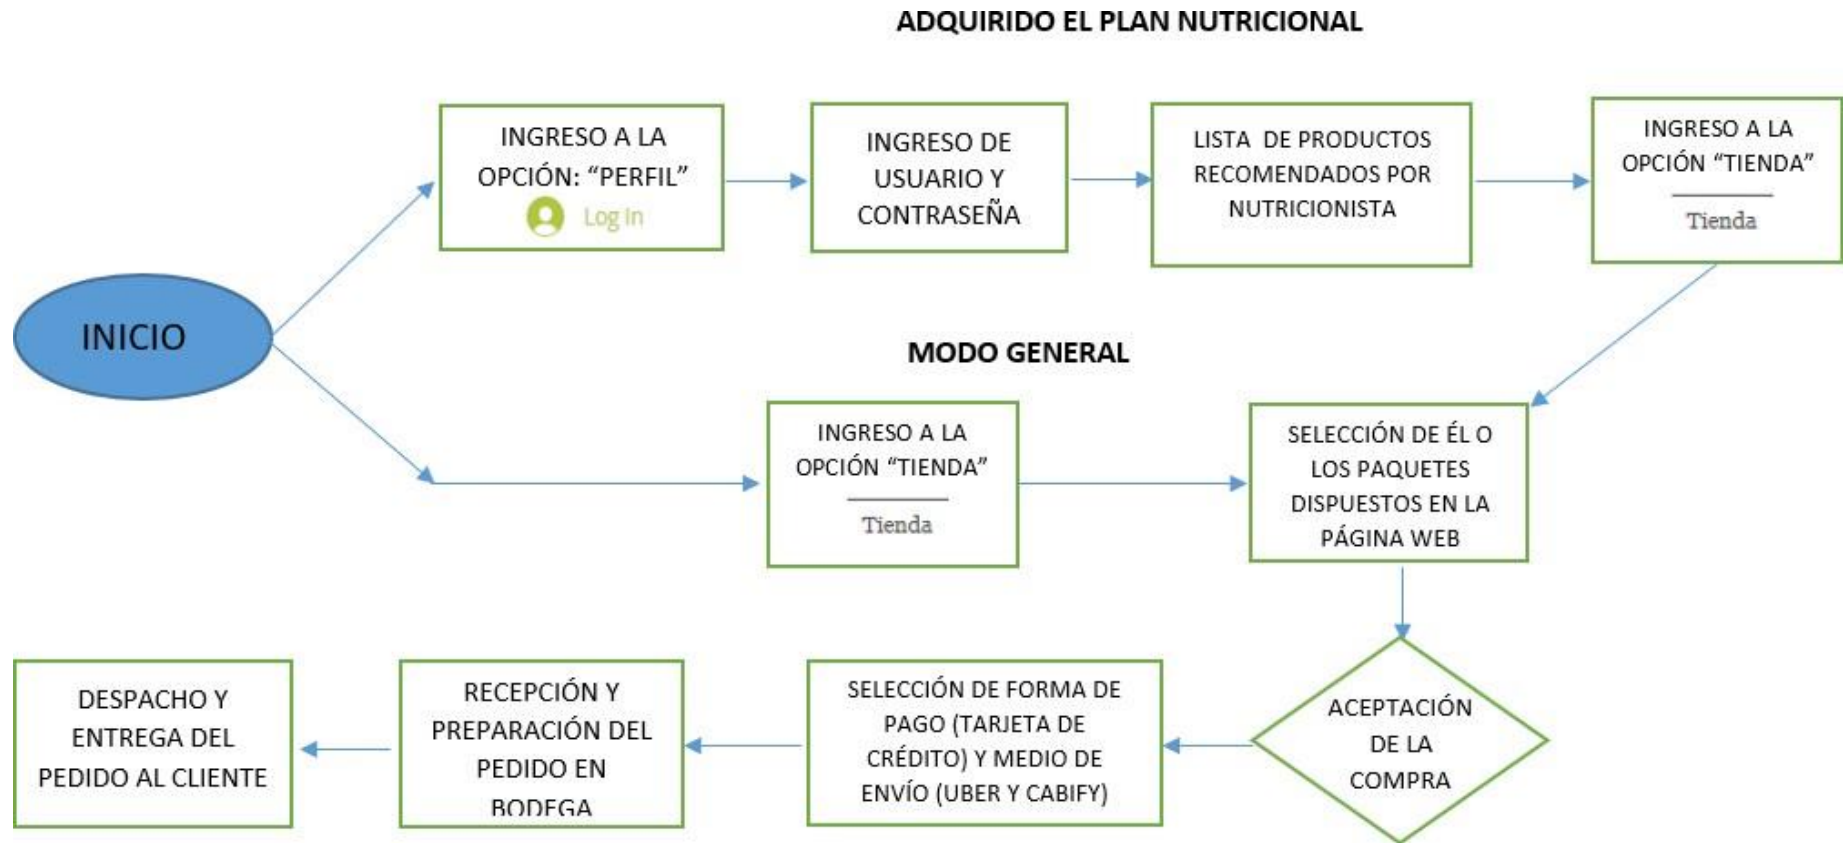 ADQUIRIDO EL PLAN NUTRICIONAL
INGRESO A LA
OPCIÓN: “PERFIL”
Log In
INGRESO DE
USUARIO Y
CONTRASEÑA
LISTA DE PRODUCTOS
RECOMENDADOS POR
NUTRICIONISTA
INGRESO A LA
OPCIÓN “TIENDA”
Tienda
INICIO
MODO GENERAL
INGRESO A LA
OPCIÓN “TIENDA”
Tienda
SELECCIÓN DE ÉL O
LOS PAQUETES
DISPUESTOS EN LA
PÁGINA WEB
ACEPTACIÓN
DE LA
COMPRA
SELECCIÓN DE FORMA DE
PAGO (TARJETA DE
CRÉDITO) Y MEDIO DE
ENVÍO (UBER Y CABIFY)
RECEPCIÓN Y
PREPARACIÓN DEL
PEDIDO EN
BODEGA
DESPACHO Y
ENTREGA DEL
PEDIDO AL CLIENTE